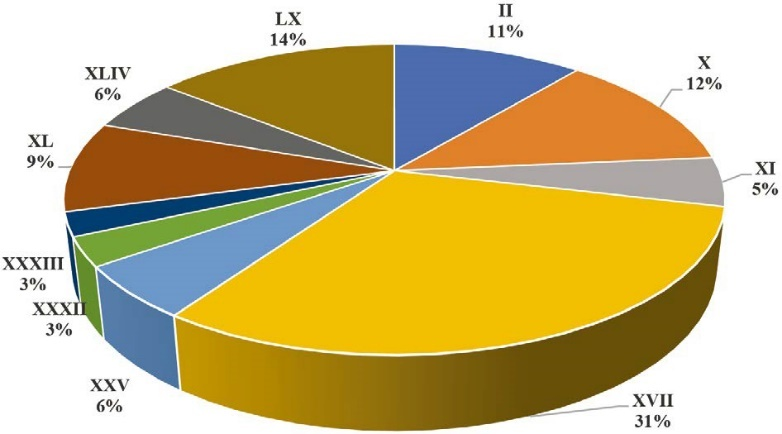 II
11%
X
12%
XI
5%
XVII
31%
XXV
6%
XXXII
3%
XXXIII
3%
XL
9%
XLIV
6%
LX
14%